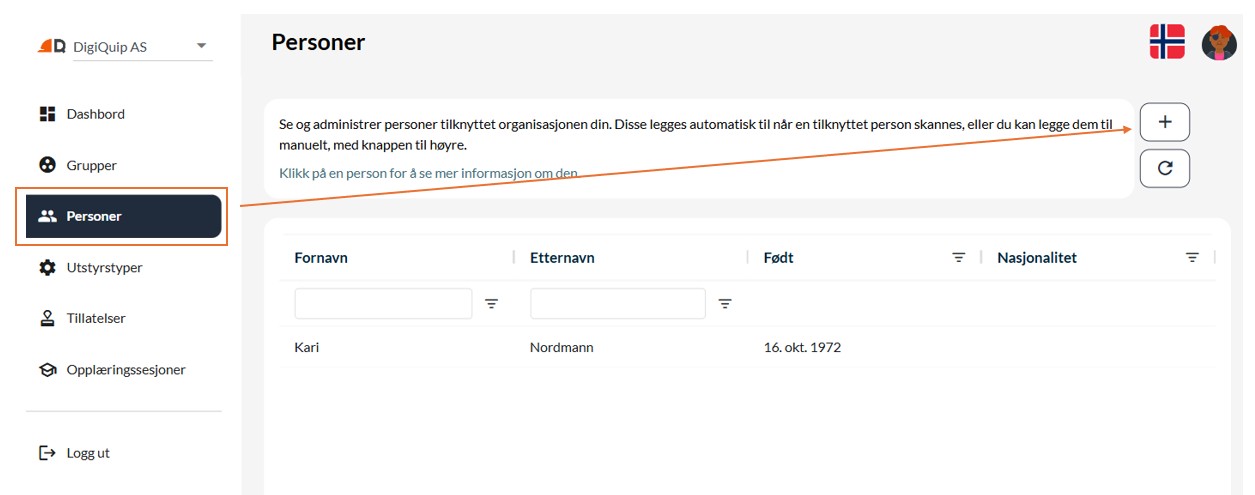 DigiQuip AS
Personer
Dashbord
Grupper
Personer
Utstyrstyper
Tillatelser
Opplæringssesjoner
Logg ut
Se og administrer personer tilknyttet organisasjonen din. Disse legges automatisk til når en tilknyttet person skannes, eller du kan legge dem til
manuelt, med knappen til høyre.
Klikk på en person for å se mer informasjon om den.
Fornavn Etternavn Født Nasjonalitet
Kari Nordmann 16. okt. 1972